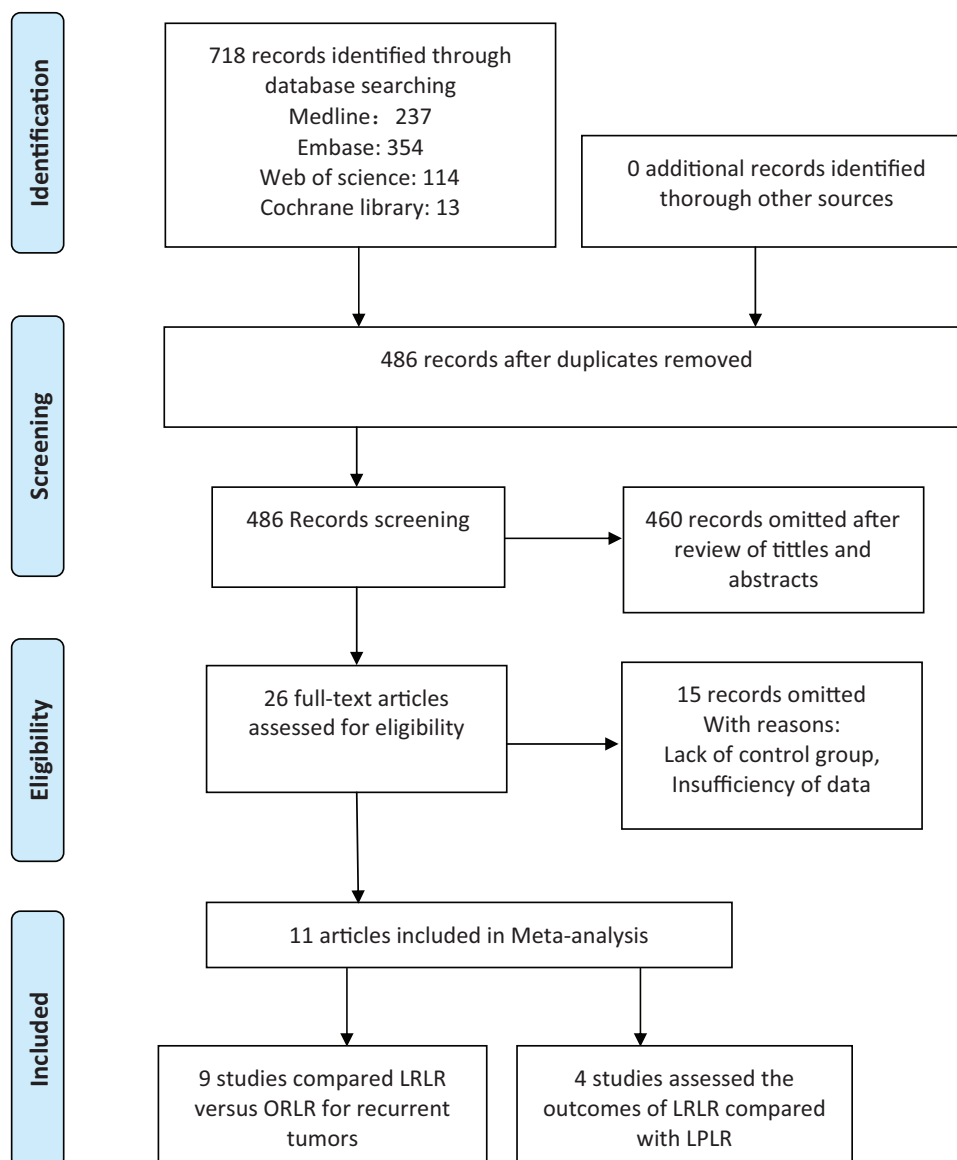 Identification
718 records identified through
database searching
Medline： 237
Embase: 354
Web of science: 114
Cochrane library: 13
0 additional records identified
thorough other sources
Screening
486 records after duplicates removed
486 Records screening
460 records omitted after
review of tittles and
abstracts
Eligibility
26 full-text articles
assessed for eligibility
15 records omitted
With reasons:
Lack of control group,
Insufficiency of data
Included
11 articles included in Meta-analysis
9 studies compared LRLR
versus ORLR for recurrent
tumors
4 studies assessed the
outcomes of LRLR compared
with LPLR